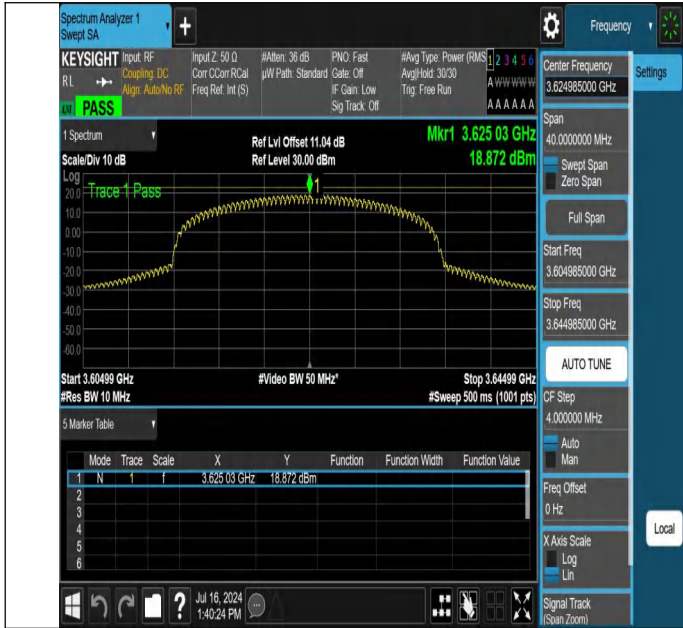 Spectrum Analyzer 1
Swept SA
+
Frequency
KEYSIGHT
Input: RF
Input Z: 50 Ω
#Atten: 36 dB
PNO: Fast
#Avg Type: Power (RMS
1 2 3 4 5 6
RL
Coupling: DC
Corr CCorr RCal
µW Path: Standard
Gate: Off
Avg|Hold: 30/30
A W W W W W
Align: Auto/No RF
Freq Ref: Int (S)
IF Gain: Low
Trig: Free Run
Sig Track: Off
A A A A A A
PASS
1 Spectrum
Ref Lvl Offset 11.04 dB
Mkr1 3.625 03 GHz
Scale/Div 10 dB
Ref Level 30.00 dBm
18.872 dBm
Log
Trace 1 Pass
1
20.0
10.0
0.00
-10.0
-20.0
-30.0
-40.0
-50.0
-60.0
Start 3.60499 GHz
#Video BW 50 MHz*
Stop 3.64499 GHz
#Res BW 10 MHz
#Sweep 500 ms (1001 pts)
5 Marker Table
Mode Trace Scale X Y Function Function Width Function Value
1 N 1 f 3.625 03 GHz 18.872 dBm
2
3
4
5
6
?
Jul 16, 2024
1:40:24 PM
Center Frequency
3.624985000 GHz
Settings
Span
40.0000000 MHz
Swept Span
Zero Span
Full Span
Start Freq
3.604985000 GHz
Stop Freq
3.644985000 GHz
AUTO TUNE
CF Step
4.000000 MHz
Auto
Man
Freq Offset
0 Hz
Local
X Axis Scale
Log
Lin
Signal Track
(Span Zoom)